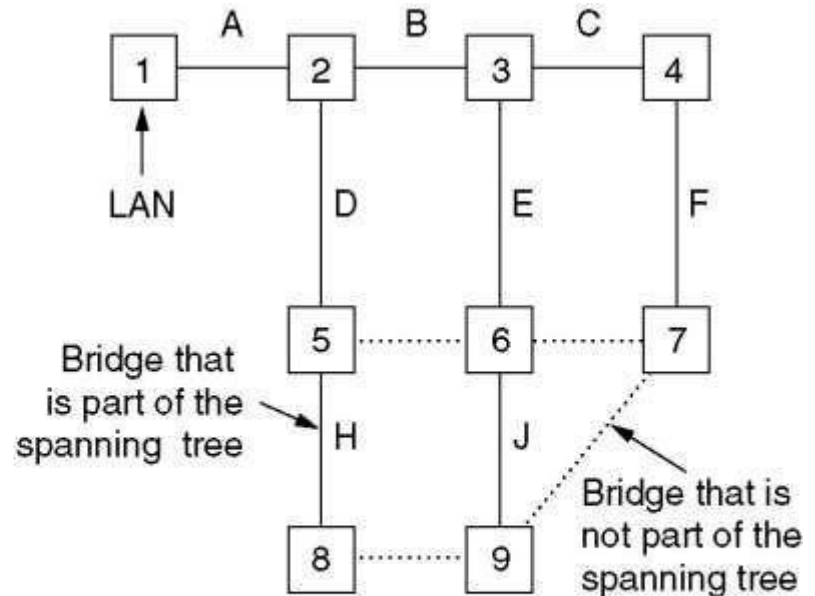 A B C
1 2 3 4
LAN
D E F
5 6 7
Bridge that
is part of the
spanning tree
H J
Bridge that is
not part of the
spanning tree
8 9